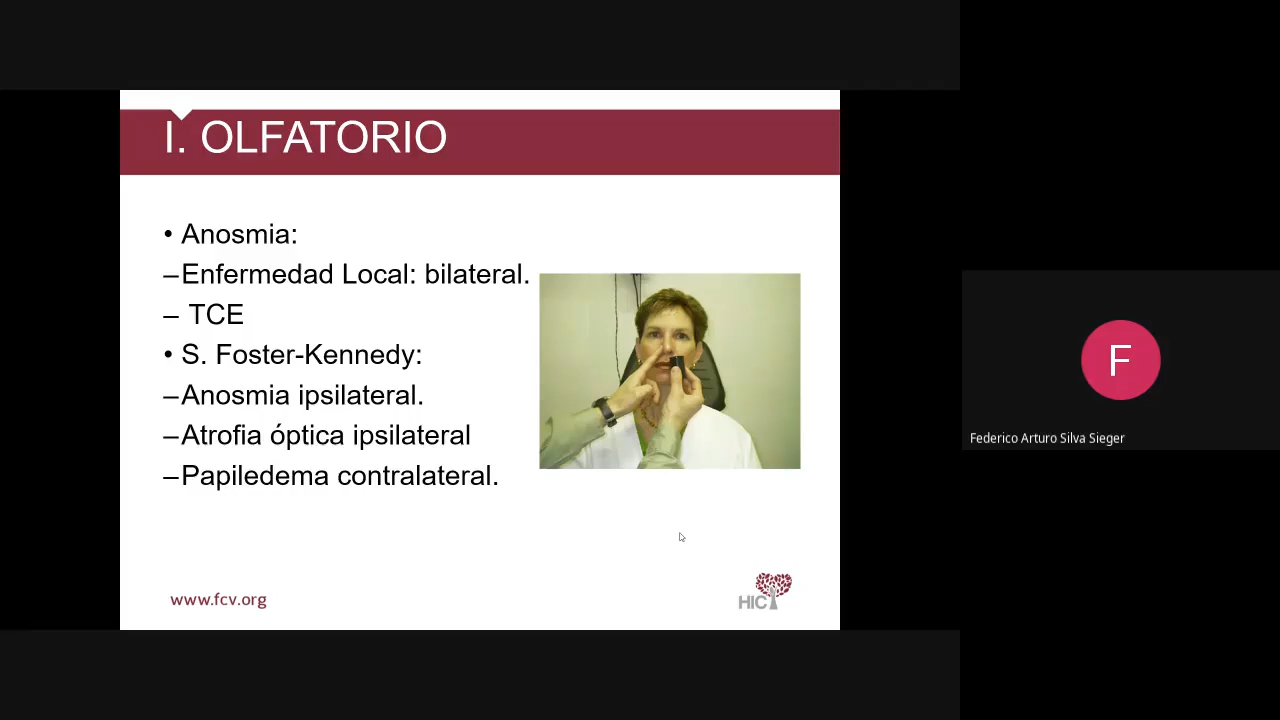 I. OLFATORIO
• Anosmia:
–Enfermedad Local: bilateral.
– TCE
• S. Foster-Kennedy:
–Anosmia ipsilateral.
–Atrofia óptica ipsilateral
–Papiledema contralateral.
www.fcv.org
HIC
F
Federico Arturo Silva Sieger